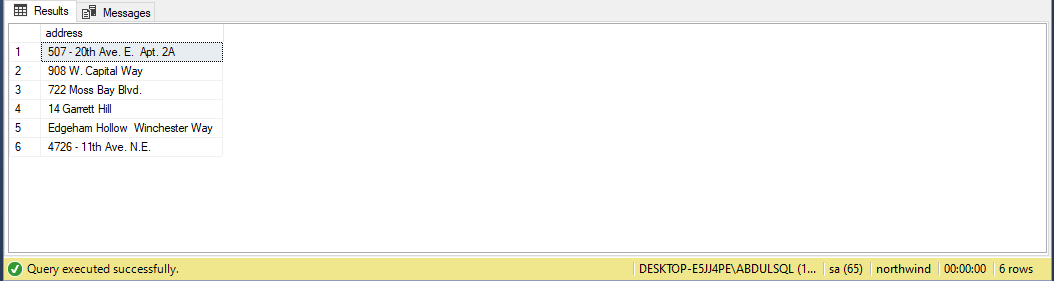 Results Messages
address
1 507 - 20th Ave. E.  Apt. 2A
2 908 W. Capital Way
3 722 Moss Bay Blvd.
4 14 Garrett Hill
5 Edgeham Hollow  Winchester Way
6 4726 - 11th Ave. N.E.
Query executed successfully. DESKTOP-E5JJ4PE\ABDULSQL (1... sa (65) northwind 00:00:00 6 rows